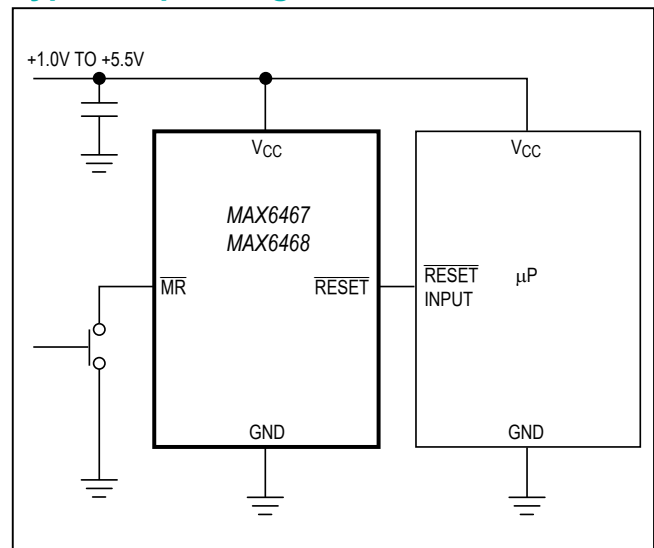 +1.0V TO +5.5V
VCC
VCC
MAX6467
MAX6468
MR
RESET
RESET
INPUT
μP
GND
GND